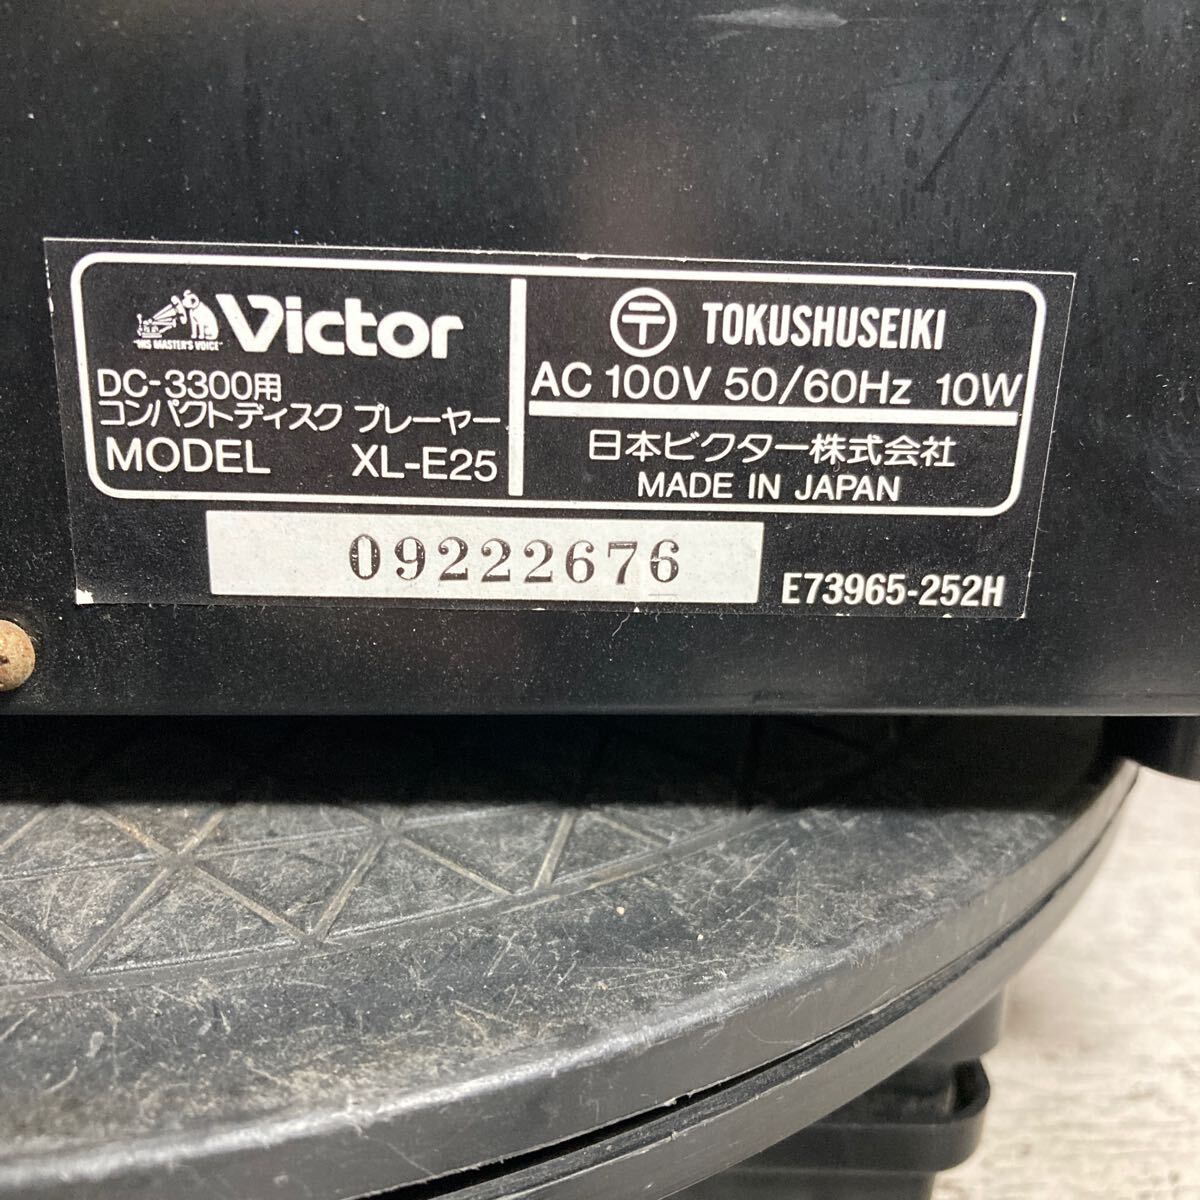 "HIS MASTER'S VOICE" Victor
DC-3300用
コンパクトディスク プレーヤー
MODEL XL-E25
〒 TOKUSHUSEIKI
AC 100V 50/60Hz 10W
日本ビクター株式会社
MADE IN JAPAN
09222676
E73965-252H